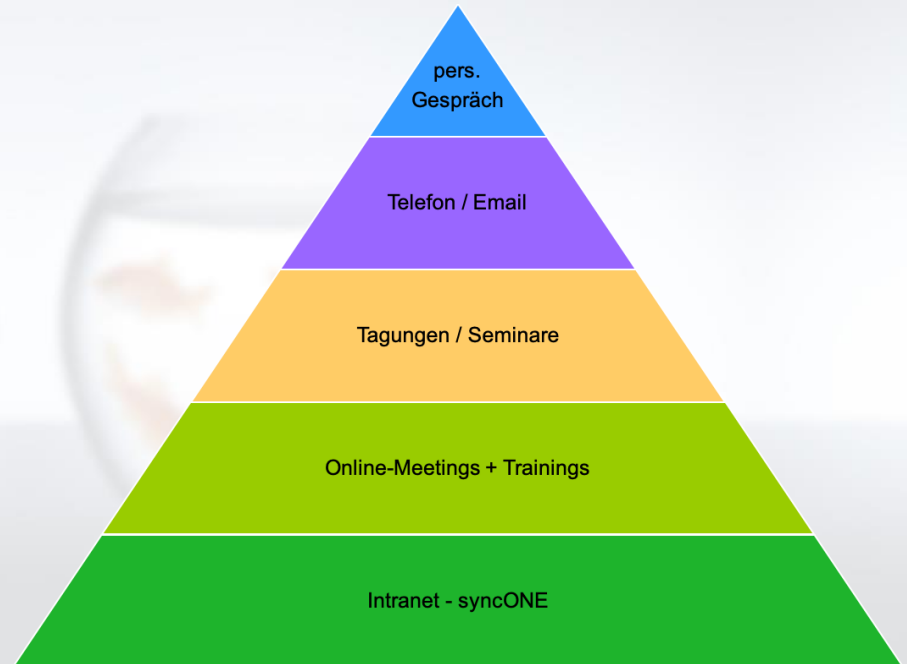 pers.
Gespräch
Telefon / Email
Tagungen / Seminare
Online-Meetings + Trainings
Intranet - syncONE